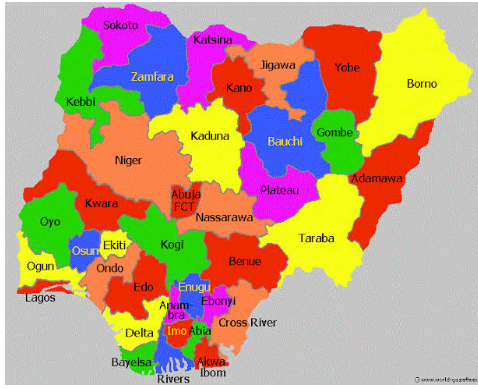 Sokoto
Katsina
Jigawa
Yobe
Borno
Zamfara
Kano
Kebbi
Kaduna
Bauchi
Gombe
Niger
Plateau
Adamawa
Abuja
FCT
Kwara
Nassarawa
Oyo
Taraba
Kogi
Osun
Ekiti
Benue
Ogun
Ondo
Edo
Enugu
Lagos
Anam-
bra
Ebonyi
Cross River
Delta
Imo
Abia
Bayelsa
Akwa
Ibom
Rivers